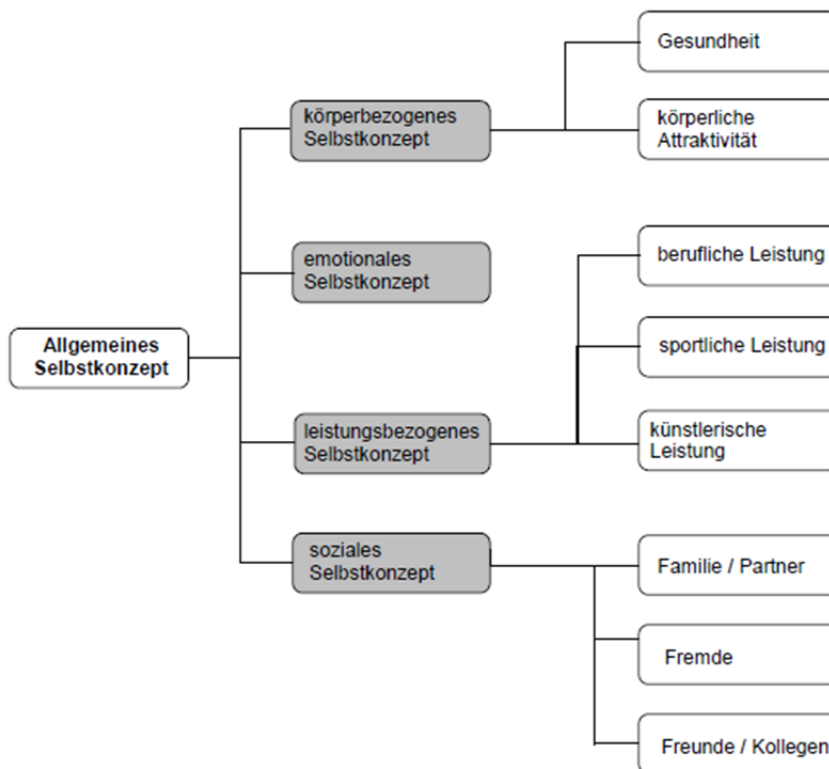 Gesundheit
körperbezogenes
Selbstkonzept
körperliche
Attraktivität
emotionales
Selbstkonzept
berufliche Leistung
Allgemeines
Selbstkonzept
sportliche Leistung
leistungsbezogenes
Selbstkonzept
künstlerische
Leistung
soziales
Selbstkonzept
Familie / Partner
Fremde
Freunde / Kollegen